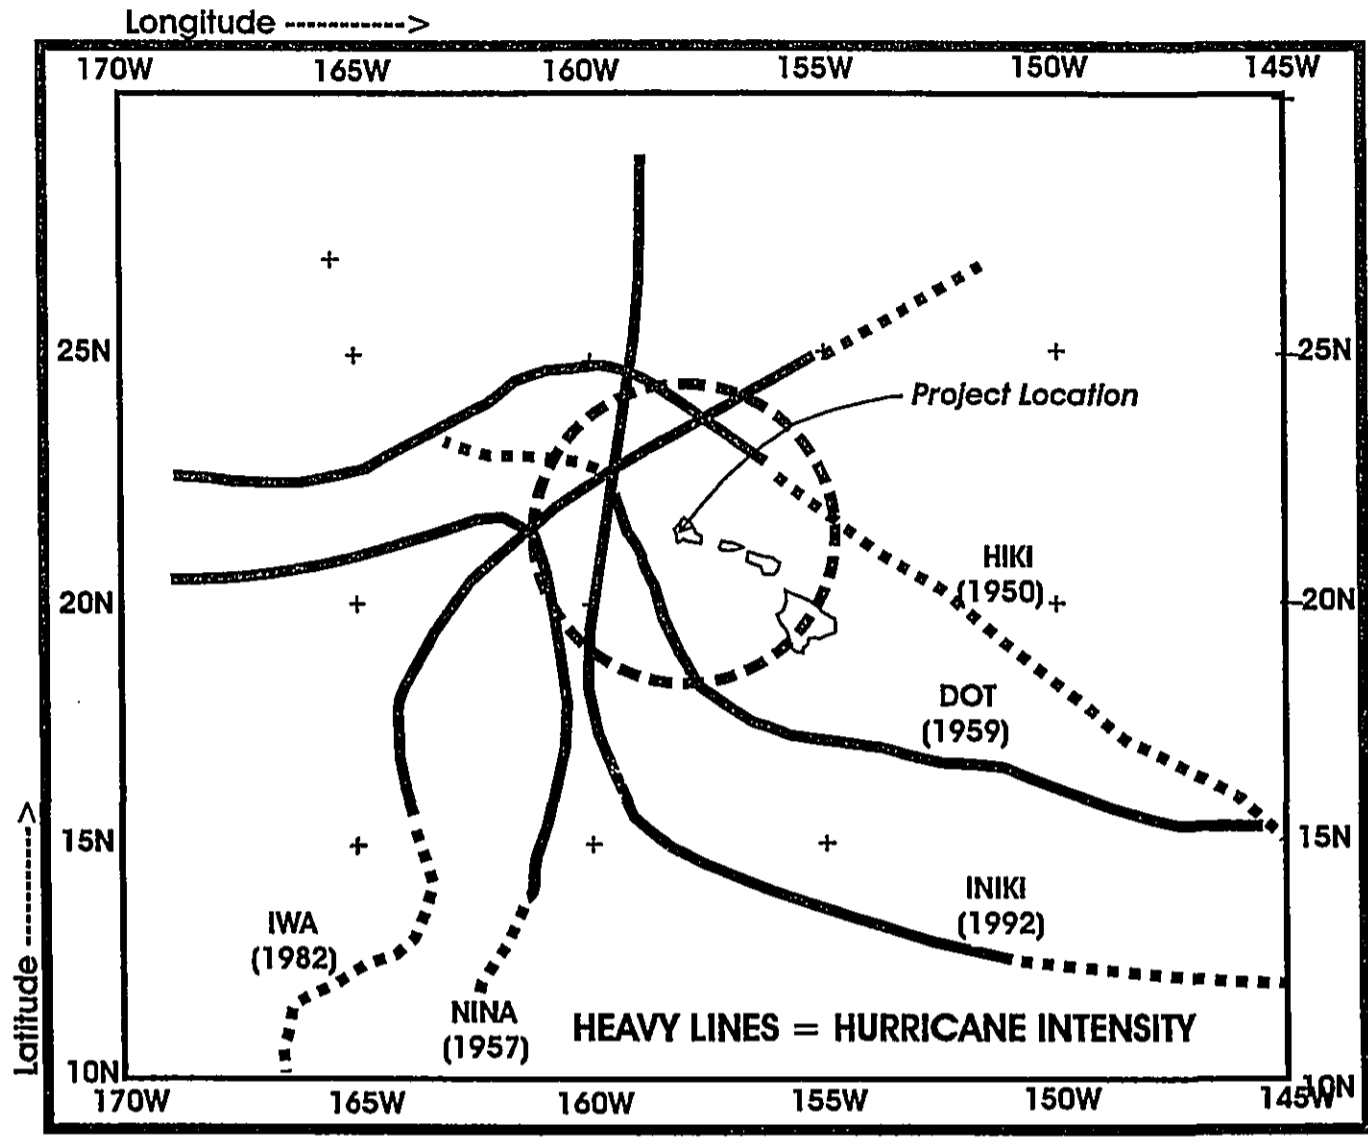 Longitude ----------->
170W 165W 160W 155W 150W 145W
25N 25N
Project Location
HIKI
(1950)
20N 20N
DOT
(1959)
Latitude ---------->
15N 15N
INIKI
(1992)
IWA
(1982)
NINA
(1957)
HEAVY LINES = HURRICANE INTENSITY
10N 10N
170W 165W 160W 155W 150W 145W